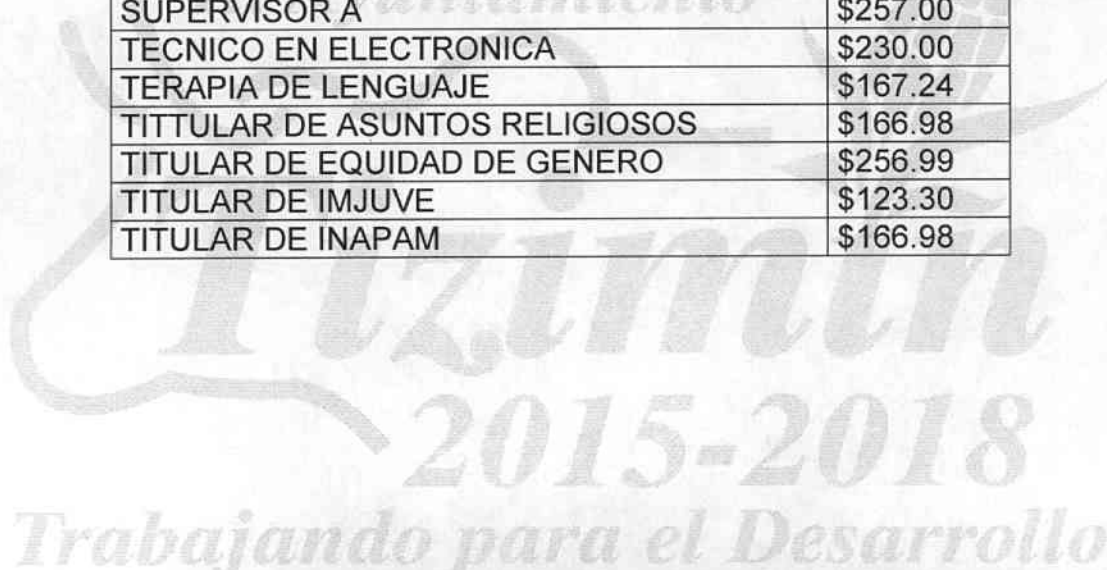 Ayuntamiento
SUPERVISOR A $257.00
TECNICO EN ELECTRONICA $230.00
TERAPIA DE LENGUAJE $167.24
TITTULAR DE ASUNTOS RELIGIOSOS $166.98
TITULAR DE EQUIDAD DE GENERO $256.99
TITULAR DE IMJUVE $123.30
TITULAR DE INAPAM $166.98
Tizimín
2015-2018
Trabajando para el Desarrollo